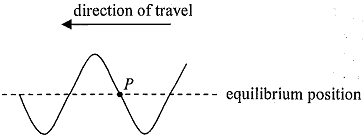 direction of travel
P
equilibrium position